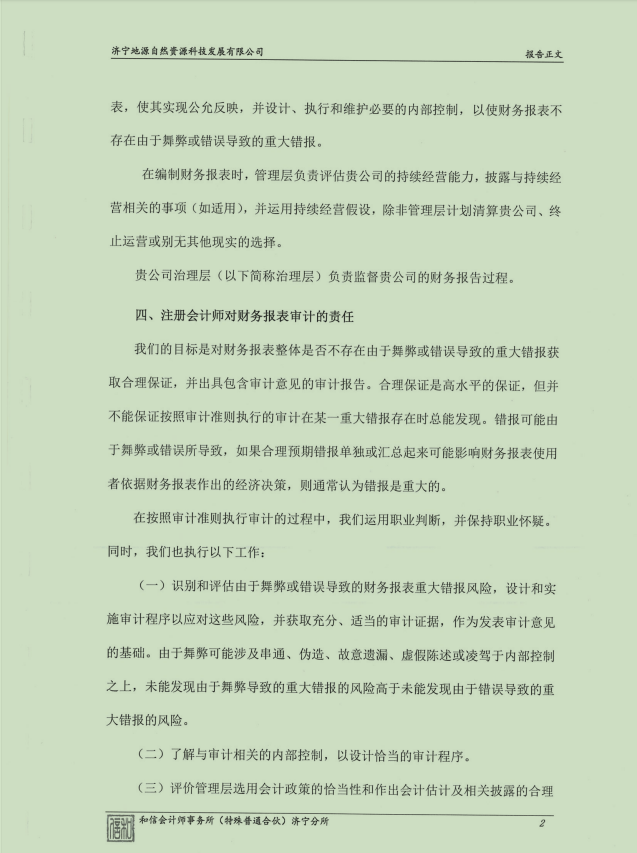 济宁地源自然资源科技发展有限公司
报告正文
表，使其实现公允反映，并设计、执行和维护必要的内部控制，以使财务报表不
存在由于舞弊或错误导致的重大错报。
在编制财务报表时，管理层负责评估贵公司的持续经营能力，披露与持续经
营相关的事项（如适用），并运用持续经营假设，除非管理层计划清算贵公司、终
止运营或别无其他现实的选择。
贵公司治理层（以下简称治理层）负责监督贵公司的财务报告过程。
四、注册会计师对财务报表审计的责任
我们的目标是对财务报表整体是否不存在由于舞弊或错误导致的重大错报获
取合理保证，并出具包含审计意见的审计报告。合理保证是高水平的保证，但并
不能保证按照审计准则执行的审计在某一重大错报存在时总能发现。错报可能由
于舞弊或错误所导致，如果合理预期错报单独或汇总起来可能影响财务报表使用
者依据财务报表作出的经济决策，则通常认为错报是重大的。
在按照审计准则执行审计的过程中，我们运用职业判断，并保持职业怀疑。
同时，我们也执行以下工作：
（一）识别和评估由于舞弊或错误导致的财务报表重大错报风险，设计和实
施审计程序以应对这些风险，并获取充分、适当的审计证据，作为发表审计意见
的基础。由于舞弊可能涉及串通、伪造、故意遗漏、虚假陈述或凌驾于内部控制
之上，未能发现由于舞弊导致的重大错报的风险高于未能发现由于错误导致的重
大错报的风险。
（二）了解与审计相关的内部控制，以设计恰当的审计程序。
（三）评价管理层选用会计政策的恰当性和作出会计估计及相关披露的合理
和信会计师事务所（特殊普通合伙）济宁分所
2